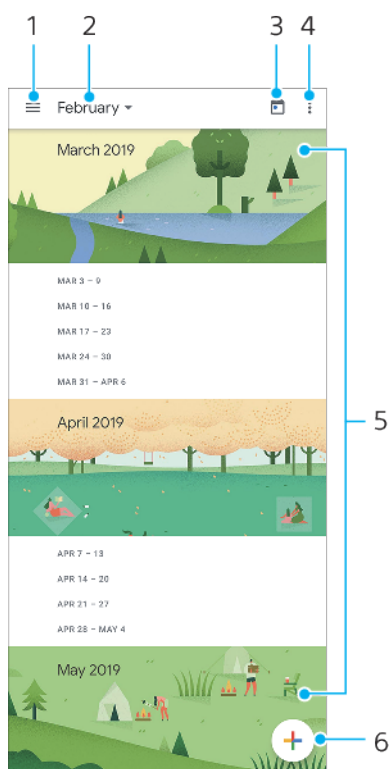 1 2 3 4
February
March 2019
MAR 3 – 9
MAR 10 – 16
MAR 17 – 23
MAR 24 – 30
MAR 31 – APR 6
5
April 2019
APR 7 – 13
APR 14 – 20
APR 21 – 27
APR 28 – MAY 4
May 2019
6